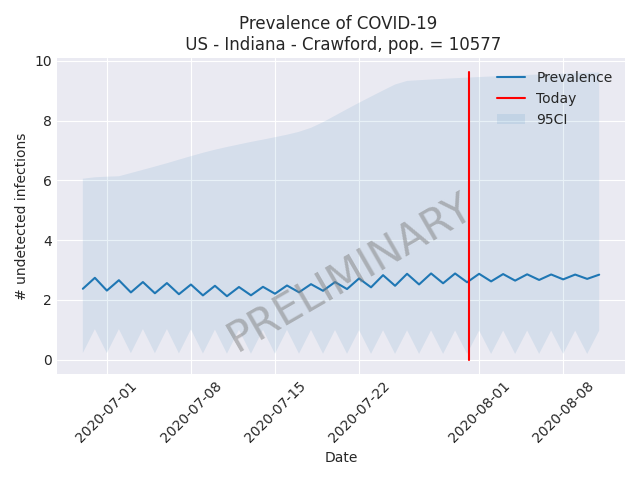 Prevalence of COVID-19
US - Indiana - Crawford, pop. = 10577
10
8
6
4
2
0
# undetected infections
Prevalence
Today
95CI
PRELIMINARY
2020-07-01
2020-07-08
2020-07-15
2020-07-22
2020-08-01
2020-08-08
Date